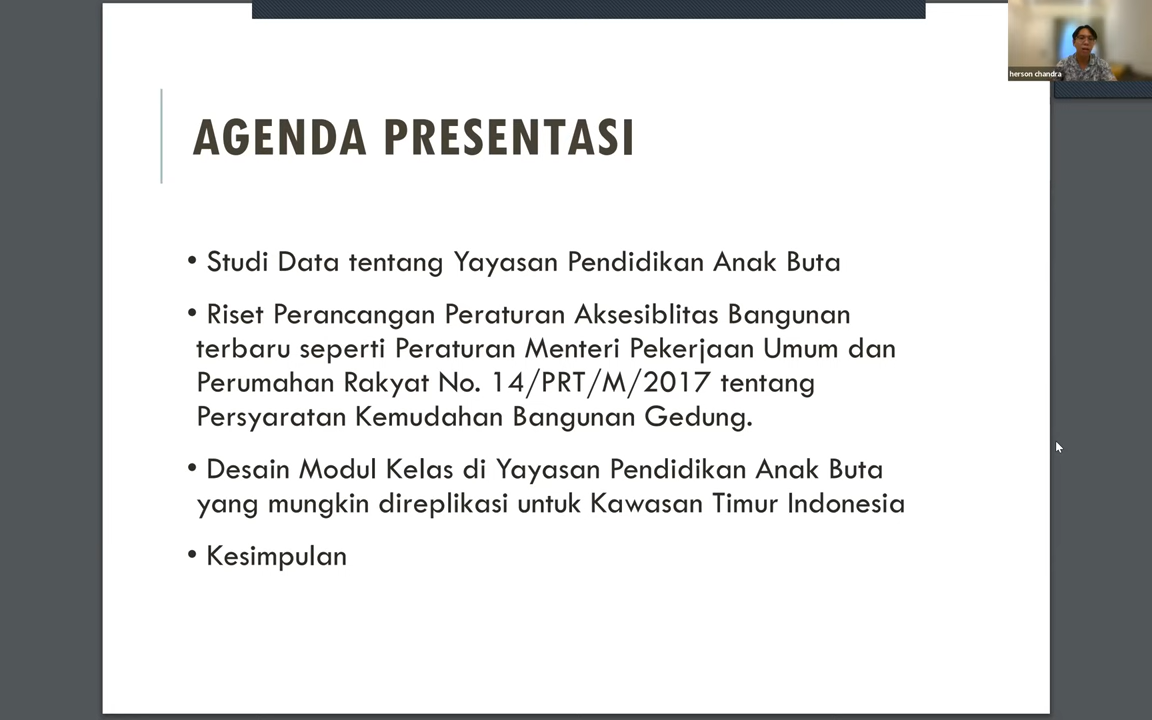 herson chandra
AGENDA PRESENTASI
• Studi Data tentang Yayasan Pendidikan Anak Buta
• Riset Perancangan Peraturan Aksesiblitas Bangunan
terbaru seperti Peraturan Menteri Pekerjaan Umum dan
Perumahan Rakyat No. 14/PRT/M/2017 tentang
Persyaratan Kemudahan Bangunan Gedung.
• Desain Modul Kelas di Yayasan Pendidikan Anak Buta
yang mungkin direplikasi untuk Kawasan Timur Indonesia
• Kesimpulan